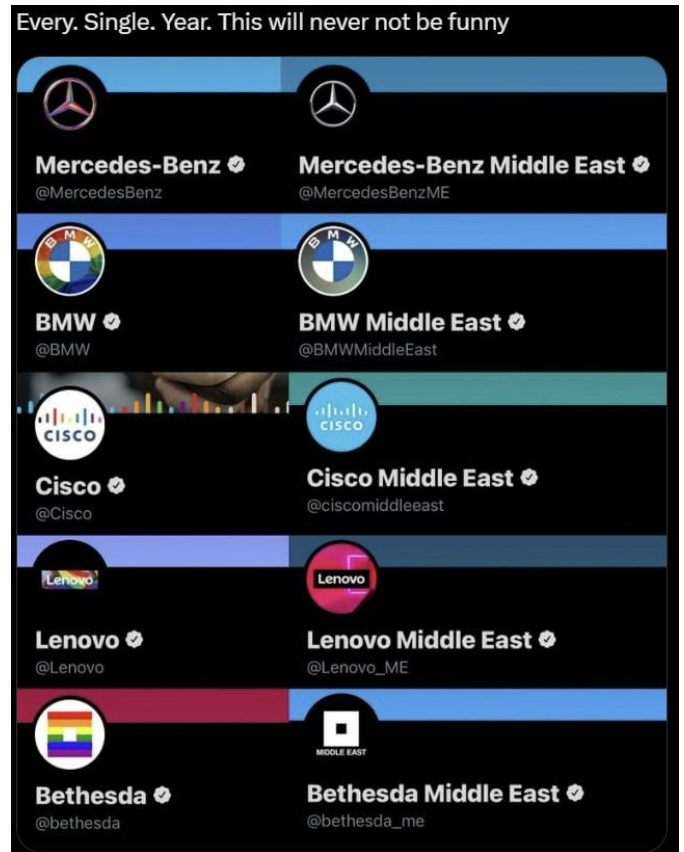 Every. Single. Year. This will never not be funny
Mercedes-Benz
Mercedes-Benz Middle East
@MercedesBenz
@MercedesBenzME
BMW
BMW
BMW
BMW Middle East
@BMW
@BMWMiddleEast
CISCO
CISCO
Cisco
Cisco Middle East
@Cisco
@ciscomiddleeast
Lenovo
Lenovo
Lenovo
Lenovo Middle East
@Lenovo
@Lenovo_ME
MIDDLE EAST
Bethesda
Bethesda Middle East
@bethesda
@bethesda_me